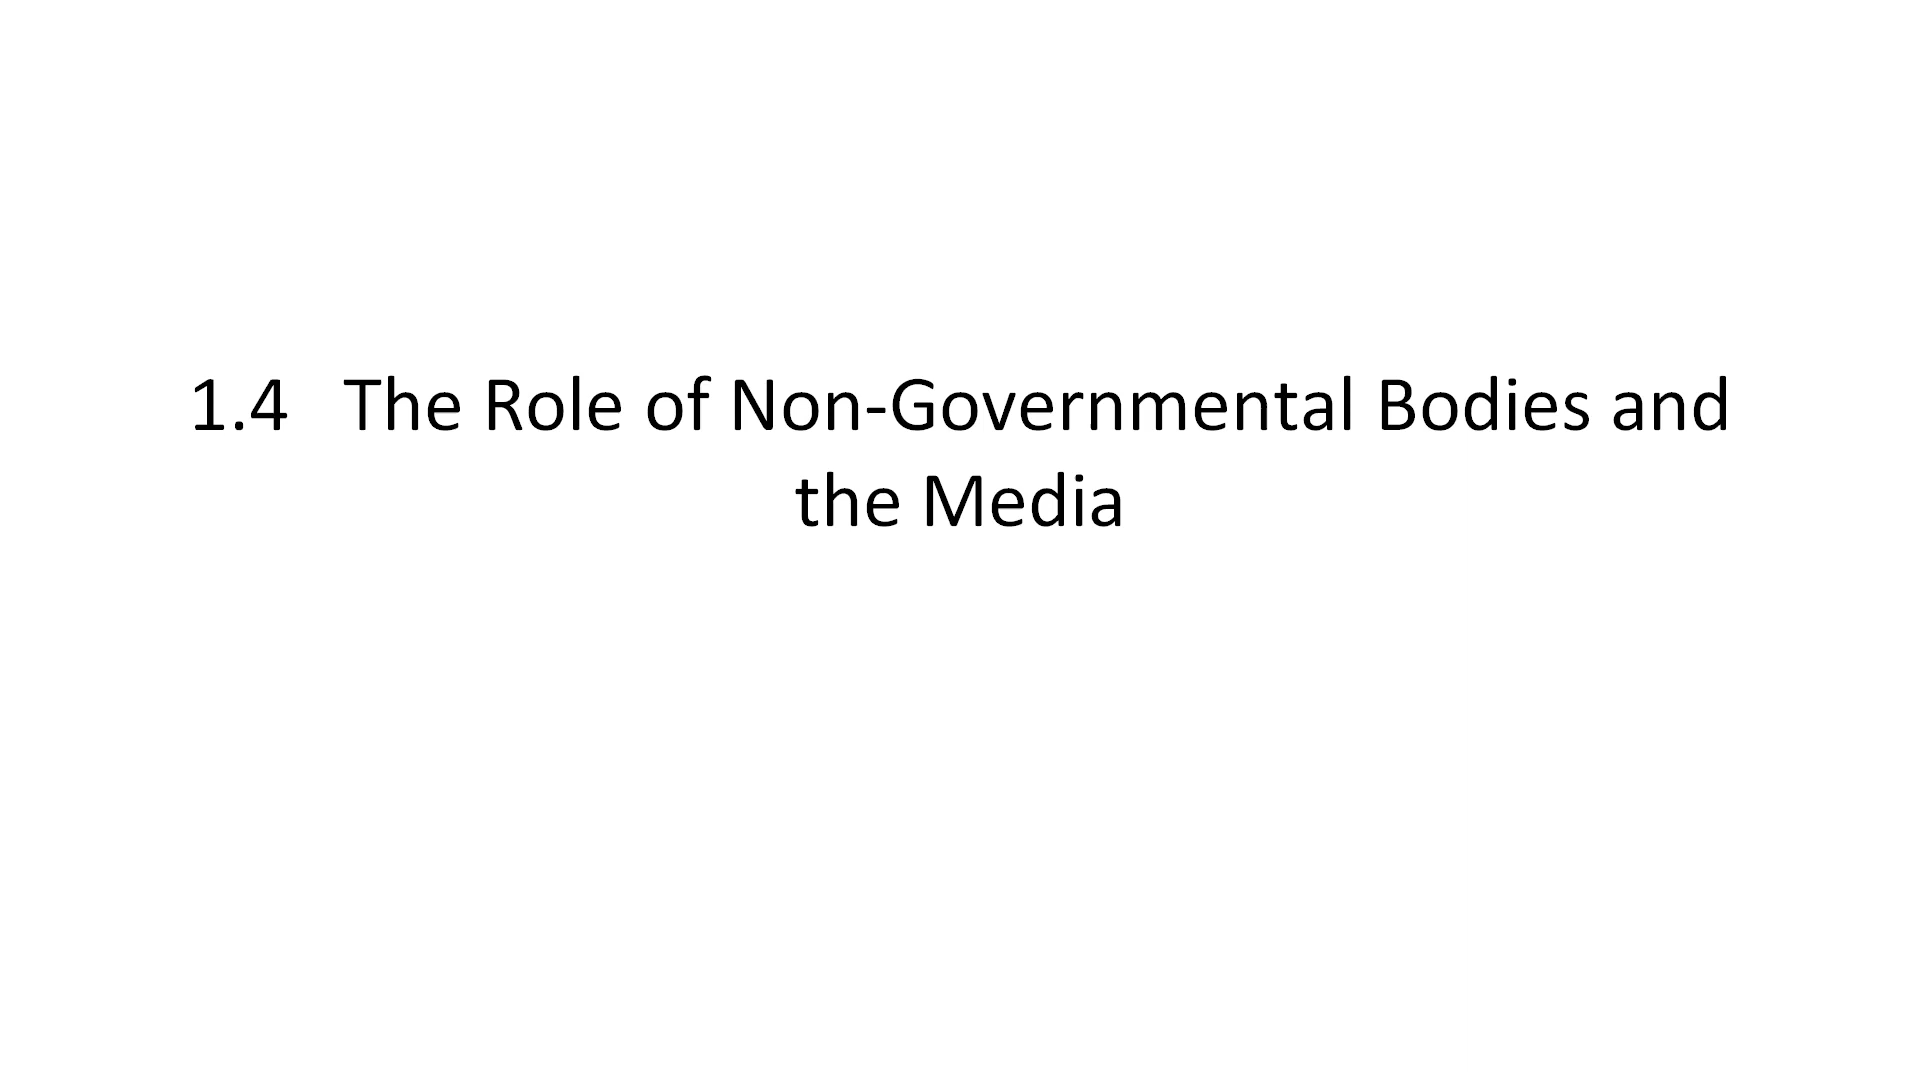 1.4 The Role of Non-Governmental Bodies and
the Media